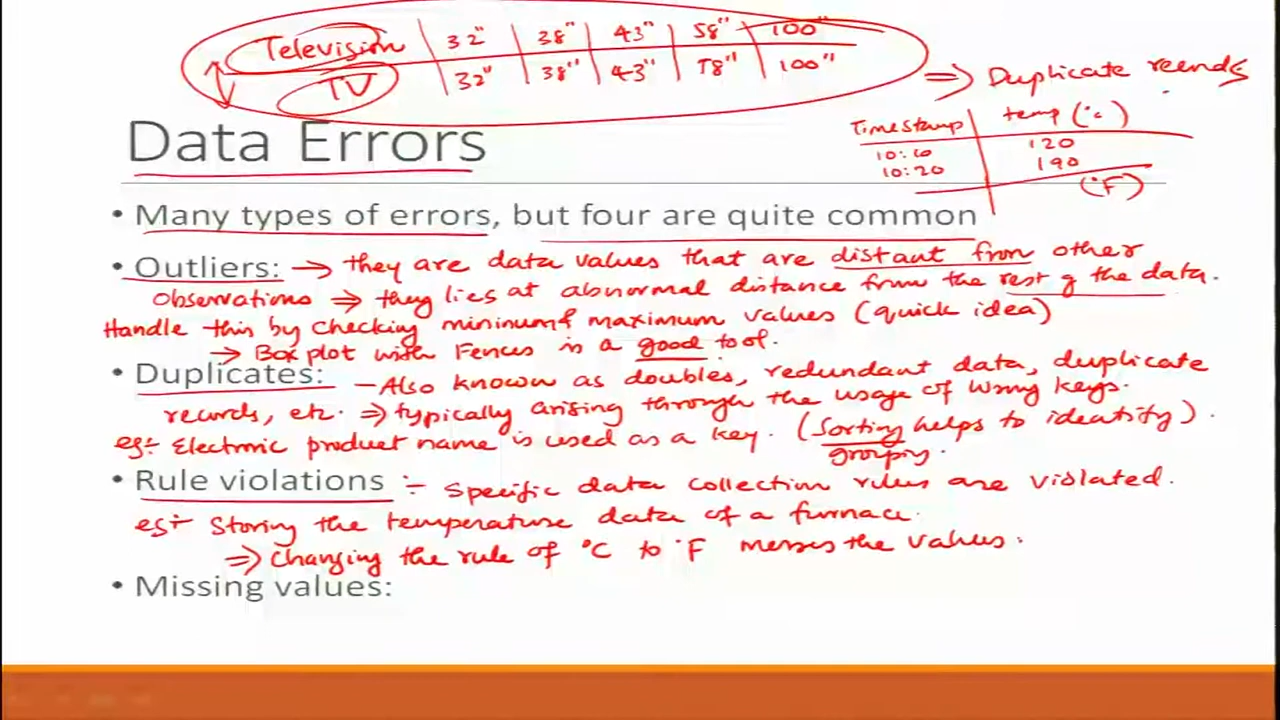 Television | 32" | 38" | 43" | 58" | 100"
TV | 32" | 38" | 43" | 58" | 100"
⇒ Duplicate records
Timestamp | temp (°C)
10:10 | 120
10:20 | 190
(°F)
Data Errors
• Many types of errors, but four are quite common
• Outliers: → they are data values that are distant from other
observations ⇒ they lies at abnormal distance from the rest of the data.
Handle this by checking minimum & maximum values (quick idea)
→ Box plot with Fences is a good tool.
• Duplicates: – Also known as doubles, redundant data, duplicate
records, etc. ⇒ typically arising through the usage of wrong keys.
eg:- Electronic product name is used as a key. (Sorting helps to identify).
grouping.
• Rule violations :- Specific data collection rules are violated.
eg:- Storing the temperature data of a furnace.
⇒ Changing the rule of °C to °F messes the values.
• Missing values: